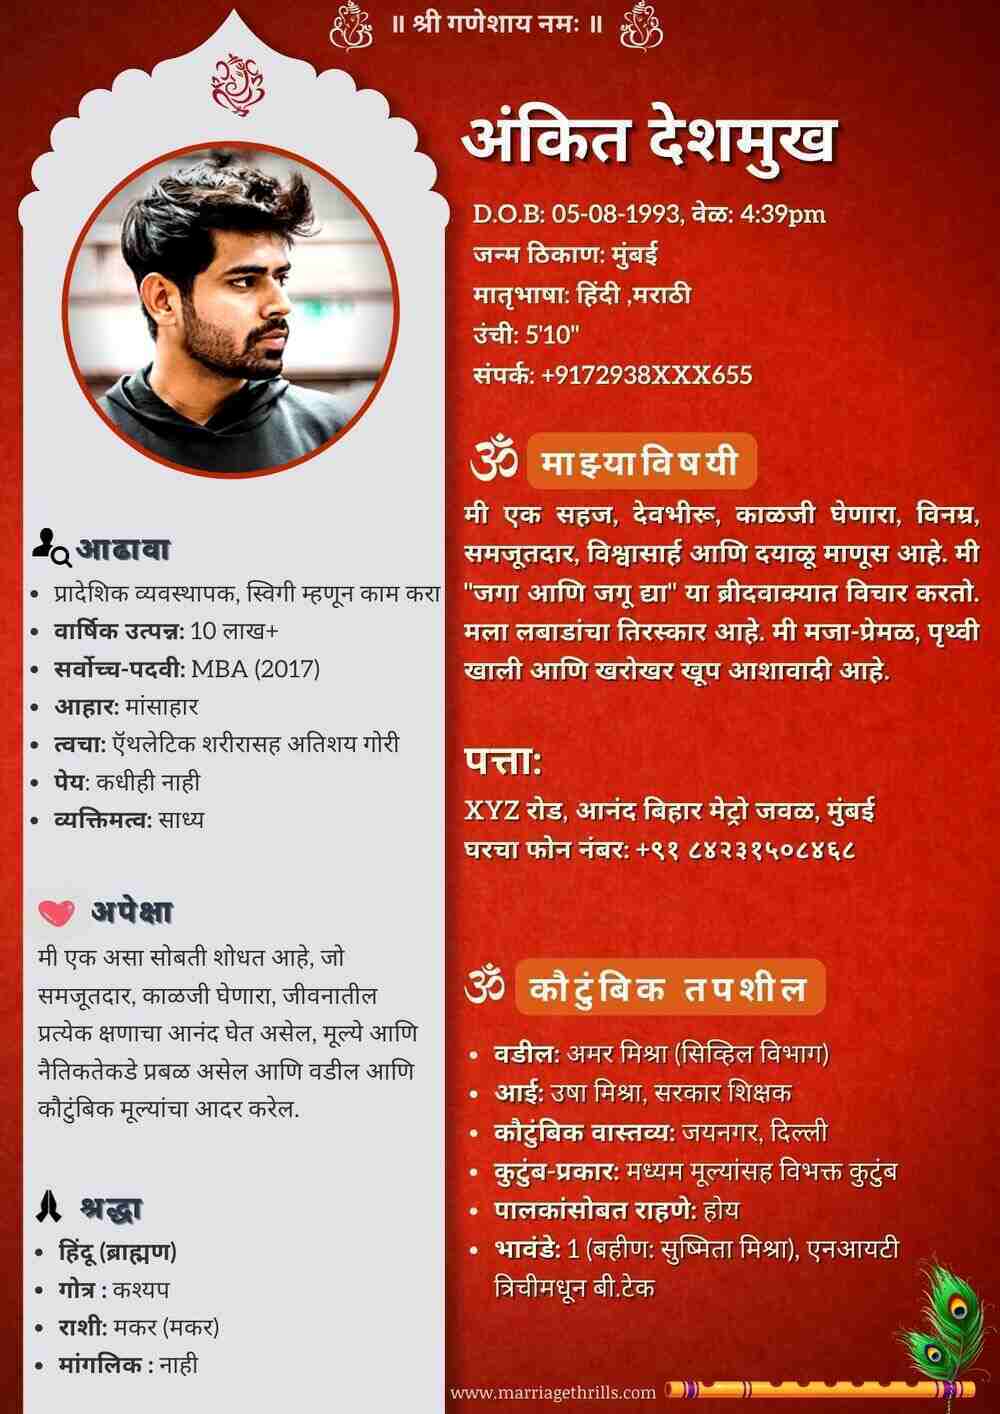 ॥ श्री गणेशाय नमः ॥
अंकित देशमुख
D.O.B: 05-08-1993, वेळ: 4:39pm
जन्म ठिकाण: मुंबई
मातृभाषा: हिंदी ,मराठी
उंची: 5'10"
संपर्क: +9172938XXX655
माझ्याविषयी
मी एक सहज, देवभीरू, काळजी घेणारा, विनम्र,
समजूतदार, विश्वासार्ह आणि दयाळू माणूस आहे. मी
"जगा आणि जगू द्या" या ब्रीदवाक्यात विचार करतो.
मला लबाडांचा तिरस्कार आहे. मी मजा-प्रेमळ, पृथ्वी
खाली आणि खरोखर खूप आशावादी आहे.
पत्ता:
XYZ रोड, आनंद बिहार मेट्रो जवळ, मुंबई
घरचा फोन नंबर: +९१ ८४२३१५०८४६८
कौटुंबिक तपशील
वडील: अमर मिश्रा (सिव्हिल विभाग)
आई: उषा मिश्रा, सरकार शिक्षक
कौटुंबिक वास्तव्य: जयनगर, दिल्ली
कुटुंब-प्रकार: मध्यम मूल्यांसह विभक्त कुटुंब
पालकांसोबत राहणे: होय
भावंडे: 1 (बहीण: सुष्मिता मिश्रा), एनआयटी
त्रिचीमधून बी.टेक
आढावा
प्रादेशिक व्यवस्थापक, स्विगी म्हणून काम करा
वार्षिक उत्पन्न: 10 लाख+
सर्वोच्च-पदवी: MBA (2017)
आहार: मांसाहार
त्वचा: ऍथलेटिक शरीरासह अतिशय गोरी
पेय: कधीही नाही
व्यक्तिमत्व: साध्य
अपेक्षा
मी एक असा सोबती शोधत आहे, जो
समजूतदार, काळजी घेणारा, जीवनातील
प्रत्येक क्षणाचा आनंद घेत असेल, मूल्ये आणि
नैतिकतेकडे प्रबळ असेल आणि वडील आणि
कौटुंबिक मूल्यांचा आदर करेल.
श्रद्धा
हिंदू (ब्राह्मण)
गोत्र : कश्यप
राशी: मकर (मकर)
मांगलिक : नाही
www.marriagethrills.com